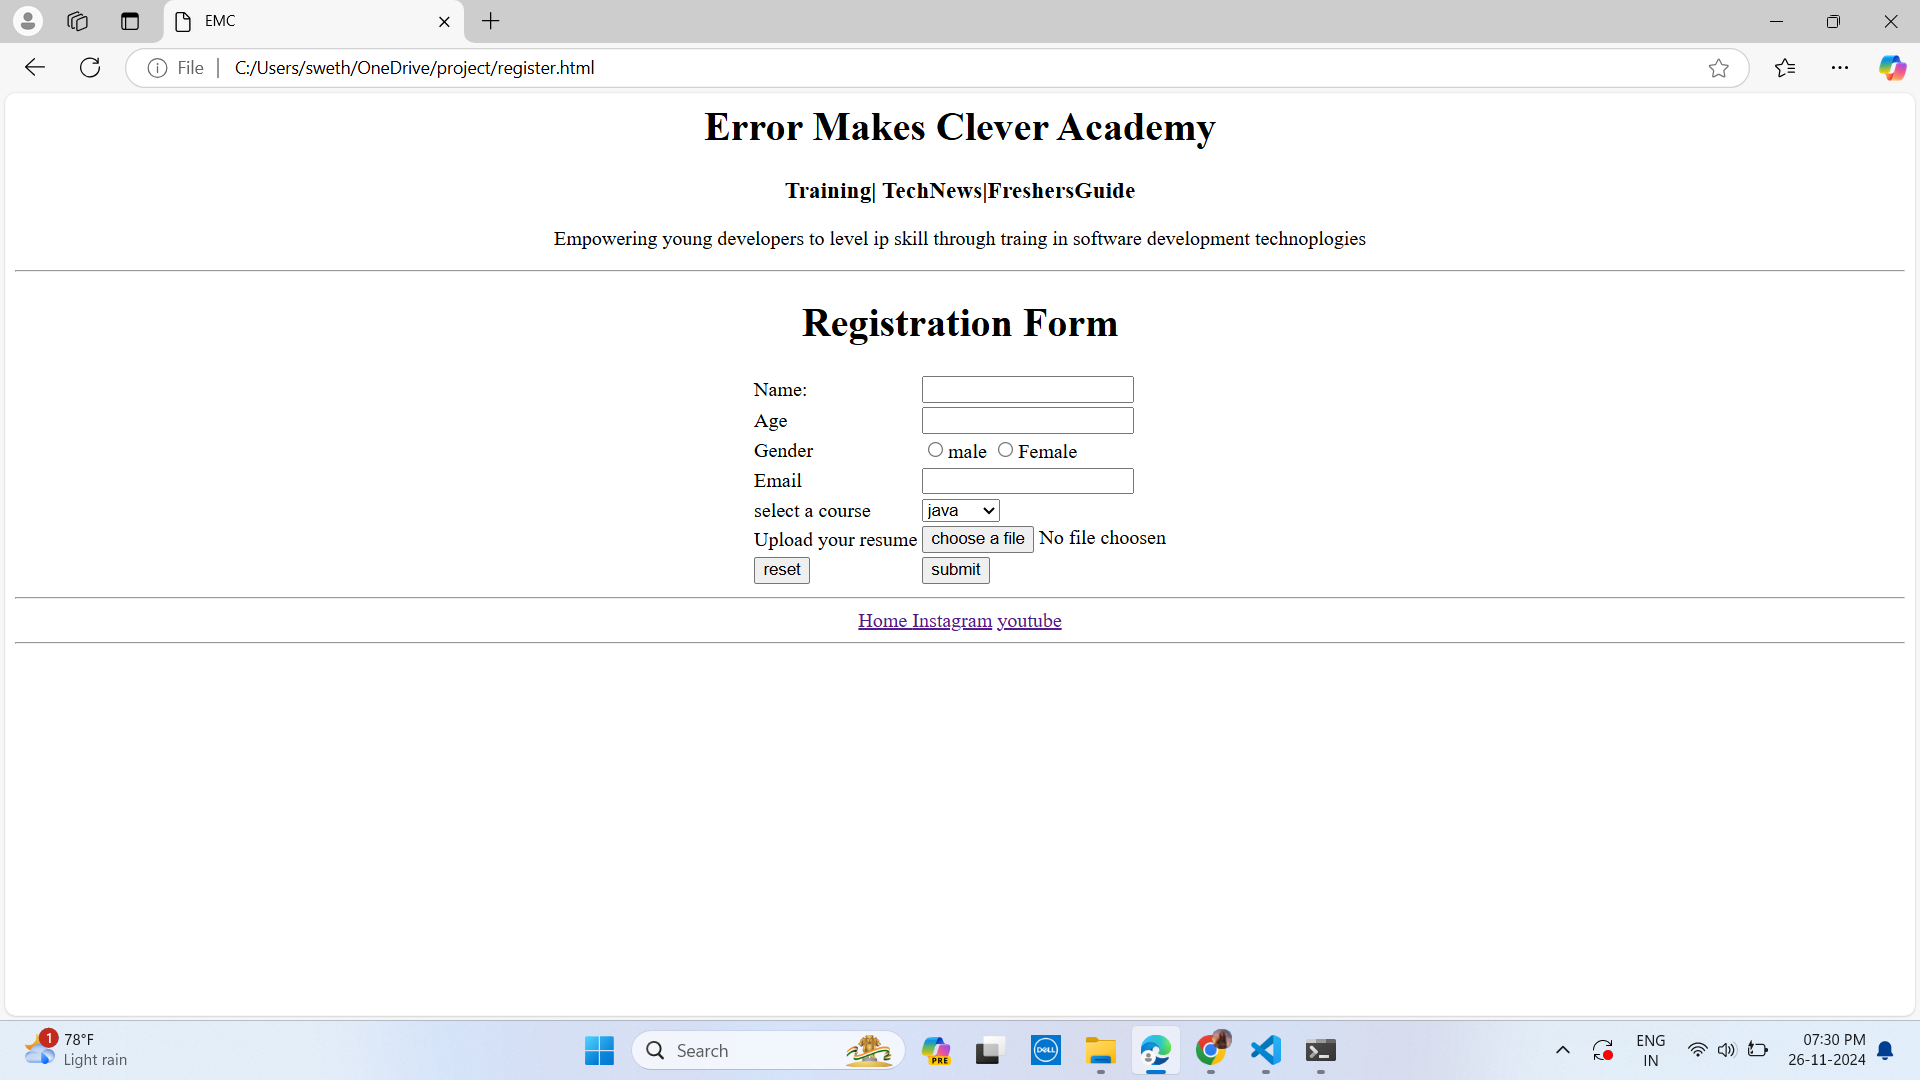 EMC
File
C:/Users/sweth/OneDrive/project/register.html
Error Makes Clever Academy
Training| TechNews|FreshersGuide
Empowering young developers to level ip skill through traing in software development technoplogies
Registration Form
Name:
Age
Gender male Female
Email
select a course java
Upload your resume choose a file No file choosen
reset submit
Home Instagram youtube
1 78°F
Light rain
Search
PRE
DELL
ENG
IN
07:30 PM
26-11-2024